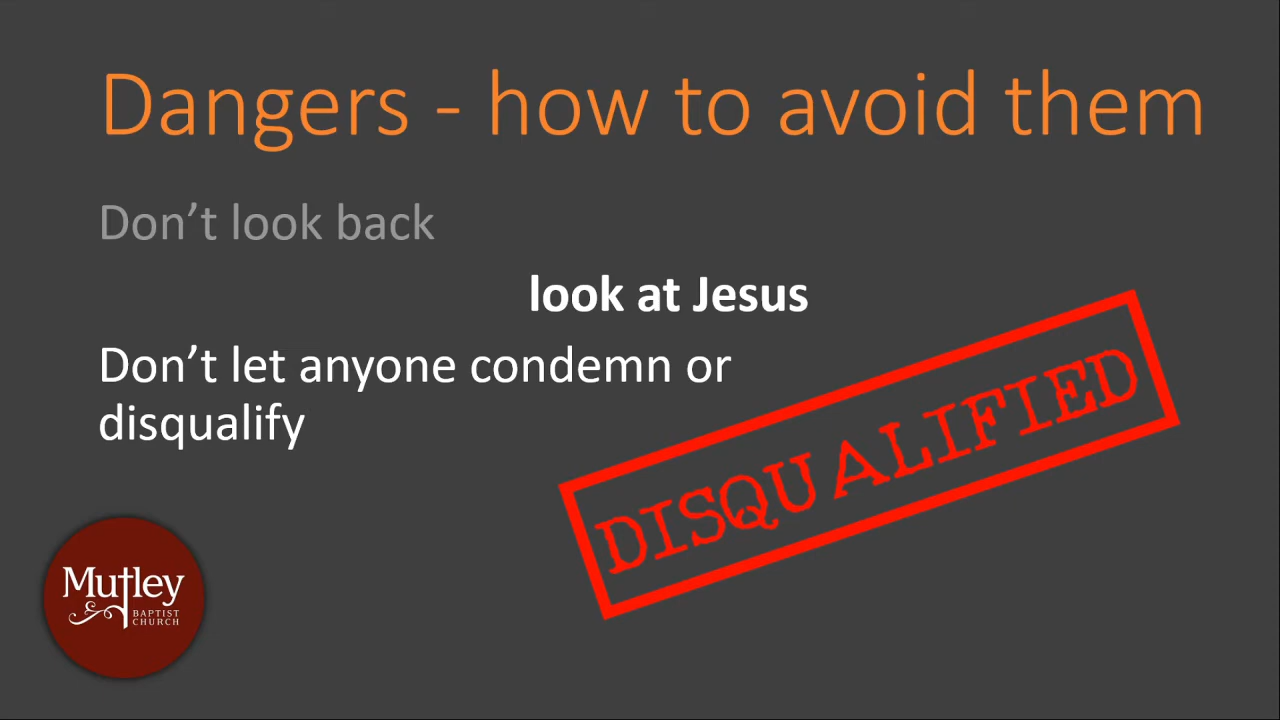 Dangers - how to avoid them
Don’t look back
look at Jesus
Don’t let anyone condemn or
disqualify
DISQUALIFIED
Mutley
BAPTIST
CHURCH